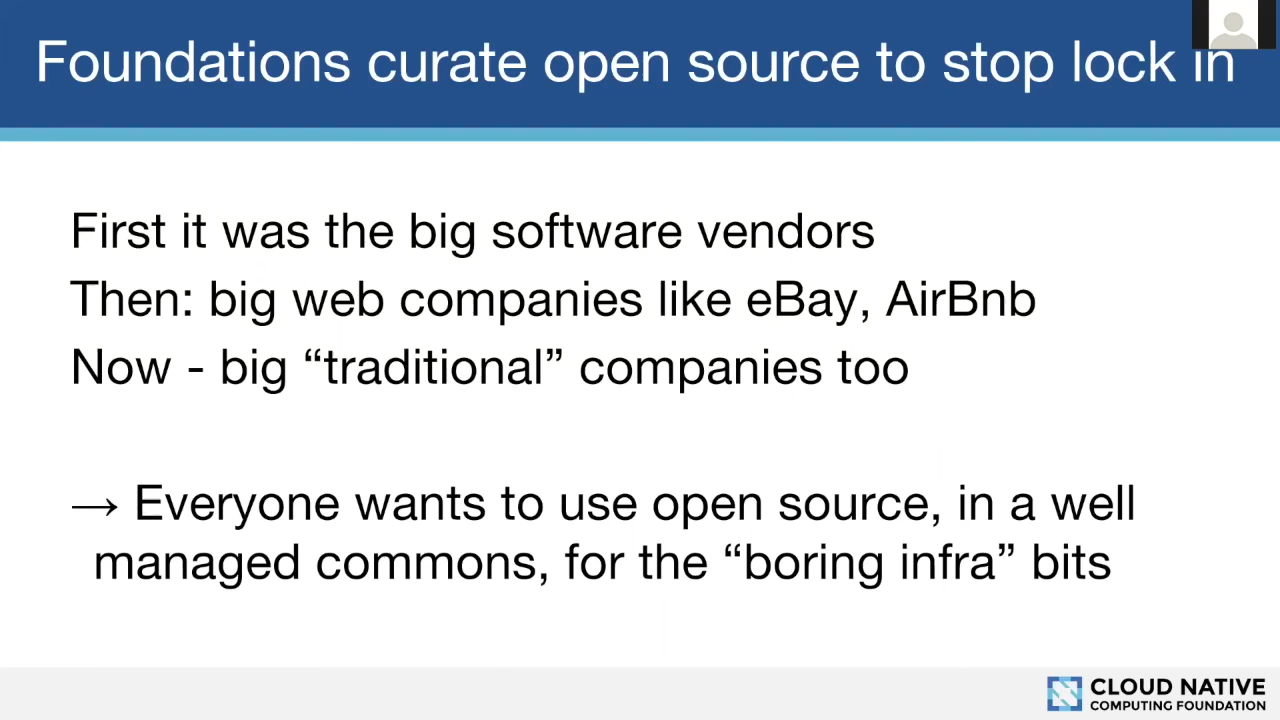 Foundations curate open source to stop lock in
First it was the big software vendors
Then: big web companies like eBay, AirBnb
Now - big “traditional” companies too
→ Everyone wants to use open source, in a well
managed commons, for the “boring infra” bits
CLOUD NATIVE
COMPUTING FOUNDATION